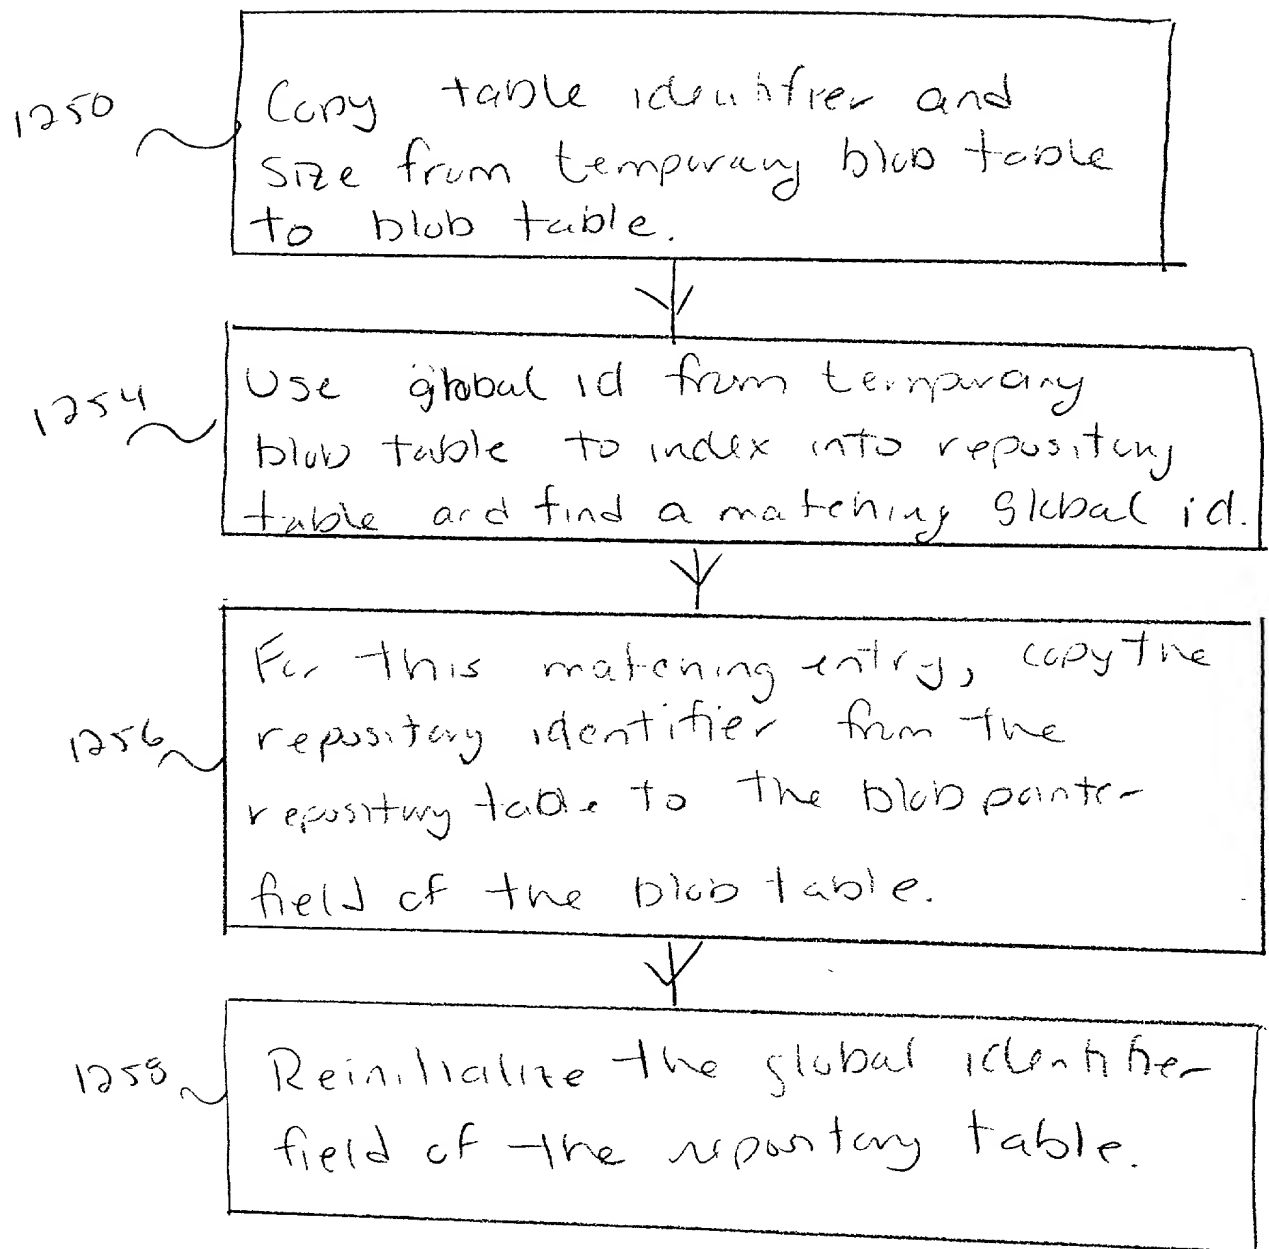 1250
Copy table identifier and
size from temporary blob table
to blob table.
1254
Use global id from temporary
blob table to index into repository
table and find a matching global id.
1256
For this matching entry, copy the
repository identifier from the
repository table to the blob pointer
field of the blob table.
1258
Reinitialize the global identifier
field of the repository table.